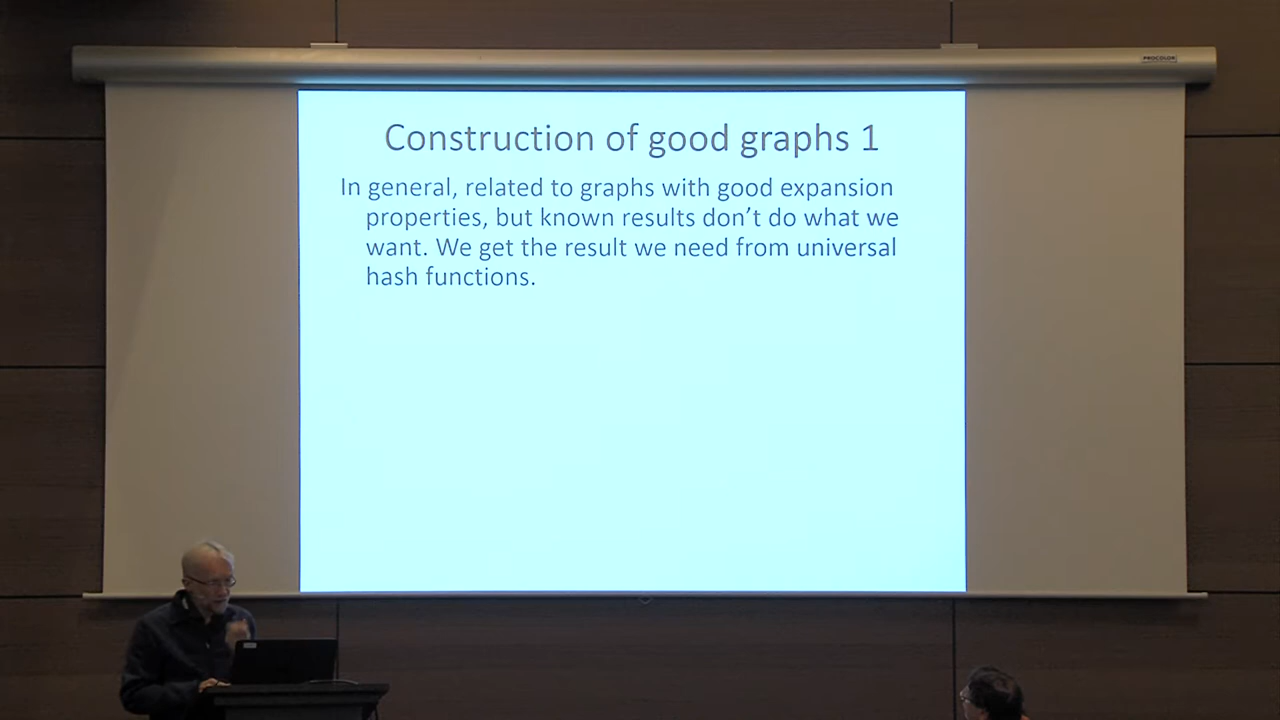 PROCOLOR
Construction of good graphs 1
In general, related to graphs with good expansion
properties, but known results don't do what we
want. We get the result we need from universal
hash functions.